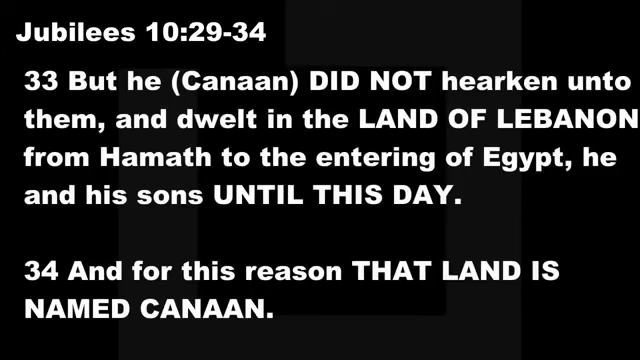 Jubilees 10:29-34
33 But he (Canaan) DID NOT hearken unto
them, and dwelt in the LAND OF LEBANON
from Hamath to the entering of Egypt, he
and his sons UNTIL THIS DAY.
34 And for this reason THAT LAND IS
NAMED CANAAN.